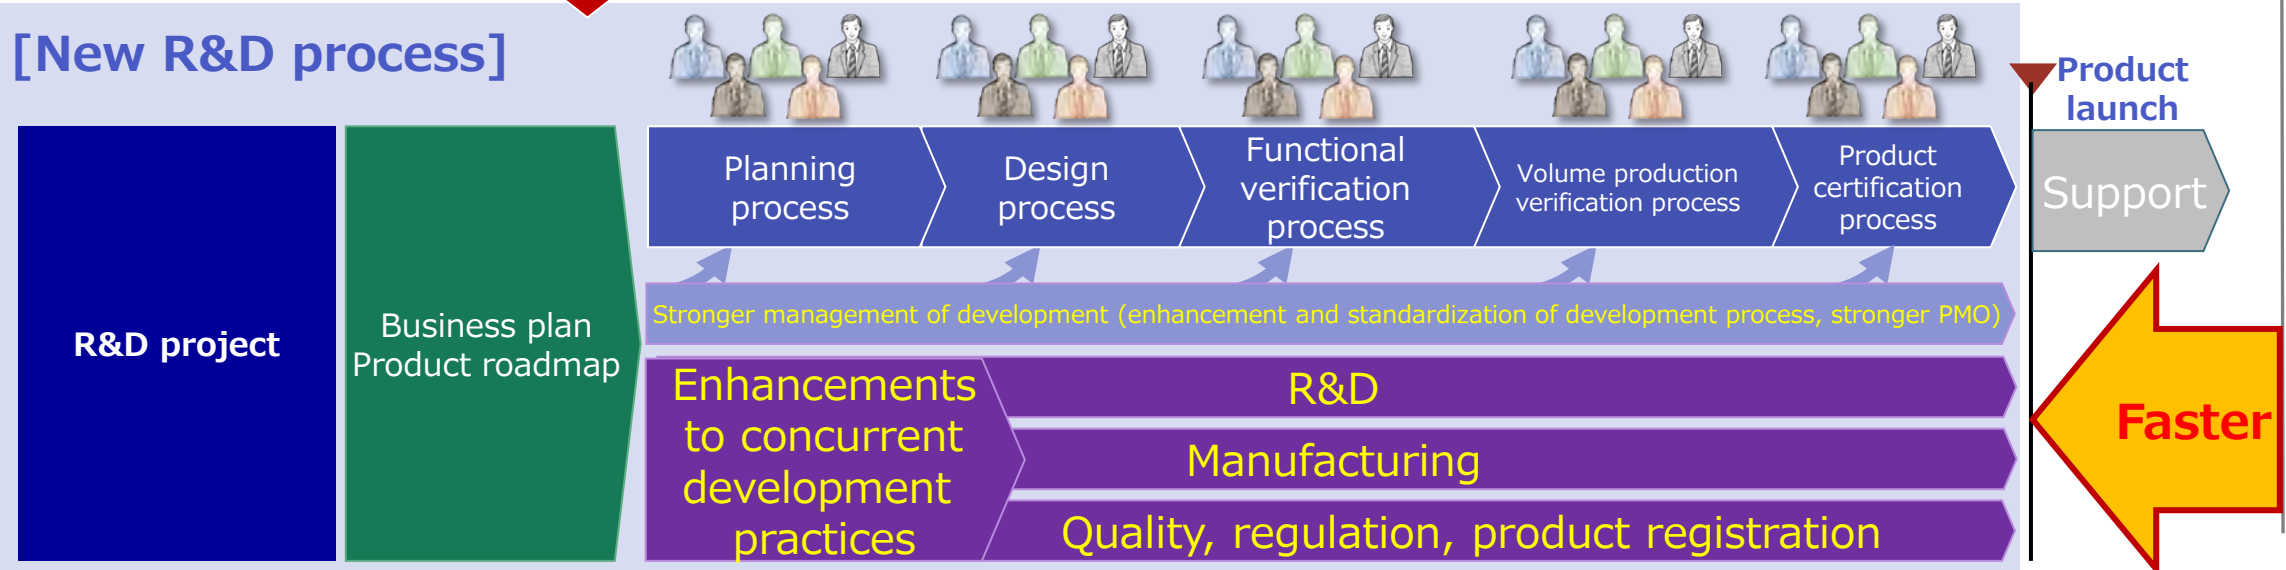 [New R&D process]
Product
launch
R&D project
Business plan
Product roadmap
Planning
process
Design
process
Functional
verification
process
Volume production
verification process
Product
certification
process
Support
Stronger management of development (enhancement and standardization of development process, stronger PMO)
Enhancements
to concurrent
development
practices
R&D
Manufacturing
Quality, regulation, product registration
Faster